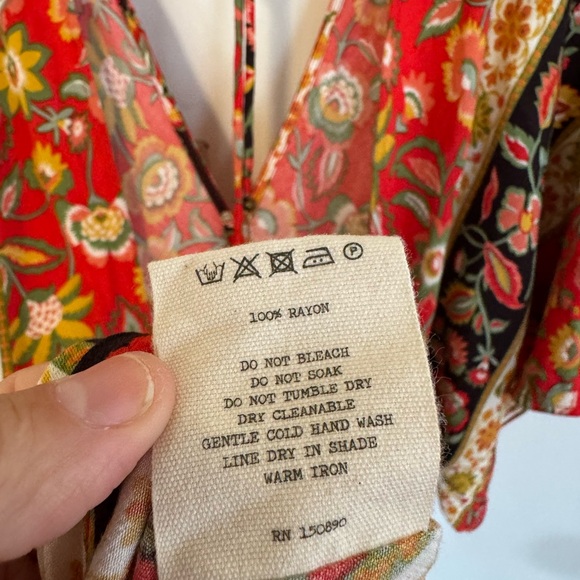 P
100% RAYON
DO NOT BLEACH
DO NOT SOAK
DO NOT TUMBLE DRY
DRY CLEANABLE
GENTLE COLD HAND WASH
LINE DRY IN SHADE
WARM IRON
RN 150890